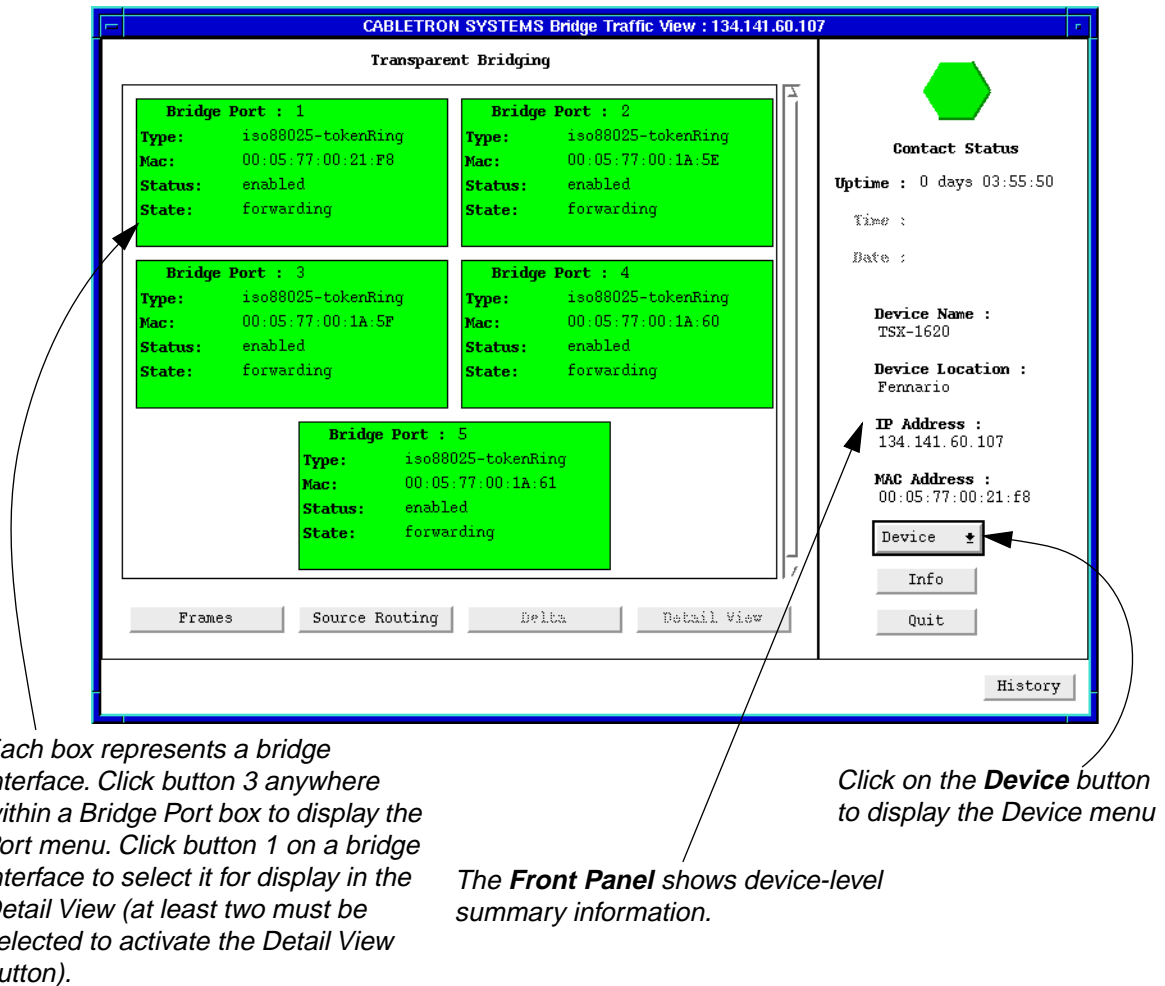 CABLETRON SYSTEMS Bridge Traffic View : 134.141.60.107
Transparent Bridging
Bridge Port : 1
Type: iso88025-tokenRing
Mac: 00:05:77:00:21:F8
Status: enabled
State: forwarding
Bridge Port : 2
Type: iso88025-tokenRing
Mac: 00:05:77:00:1A:5E
Status: enabled
State: forwarding
Bridge Port : 3
Type: iso88025-tokenRing
Mac: 00:05:77:00:1A:5F
Status: enabled
State: forwarding
Bridge Port : 4
Type: iso88025-tokenRing
Mac: 00:05:77:00:1A:60
Status: enabled
State: forwarding
Bridge Port : 5
Type: iso88025-tokenRing
Mac: 00:05:77:00:1A:61
Status: enabled
State: forwarding
Frames
Source Routing
Delta
Detail View
Contact Status
Uptime : 0 days 03:55:50
Time :
Date :
Device Name :
TSX-1620
Device Location :
Fennario
IP Address :
134.141.60.107
MAC Address :
00:05:77:00:21:f8
Device
Info
Quit
History
ach box represents a bridge
nterface. Click button 3 anywhere
within a Bridge Port box to display the
Port menu. Click button 1 on a bridge
nterface to select it for display in the
Detail View (at least two must be
elected to activate the Detail View
utton).
The Front Panel shows device-level
summary information.
Click on the Device button
to display the Device menu